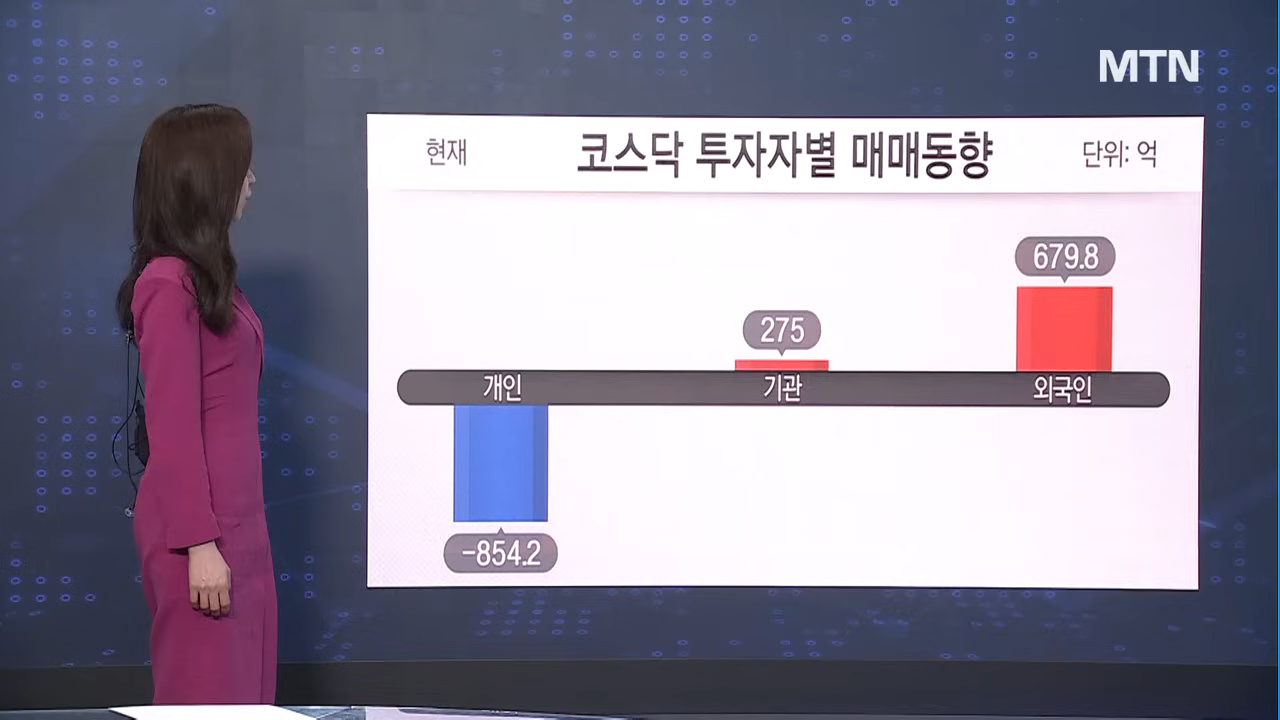 MTN
현재
코스닥 투자자별 매매동향
단위: 억
679.8
275
개인
기관
외국인
-854.2